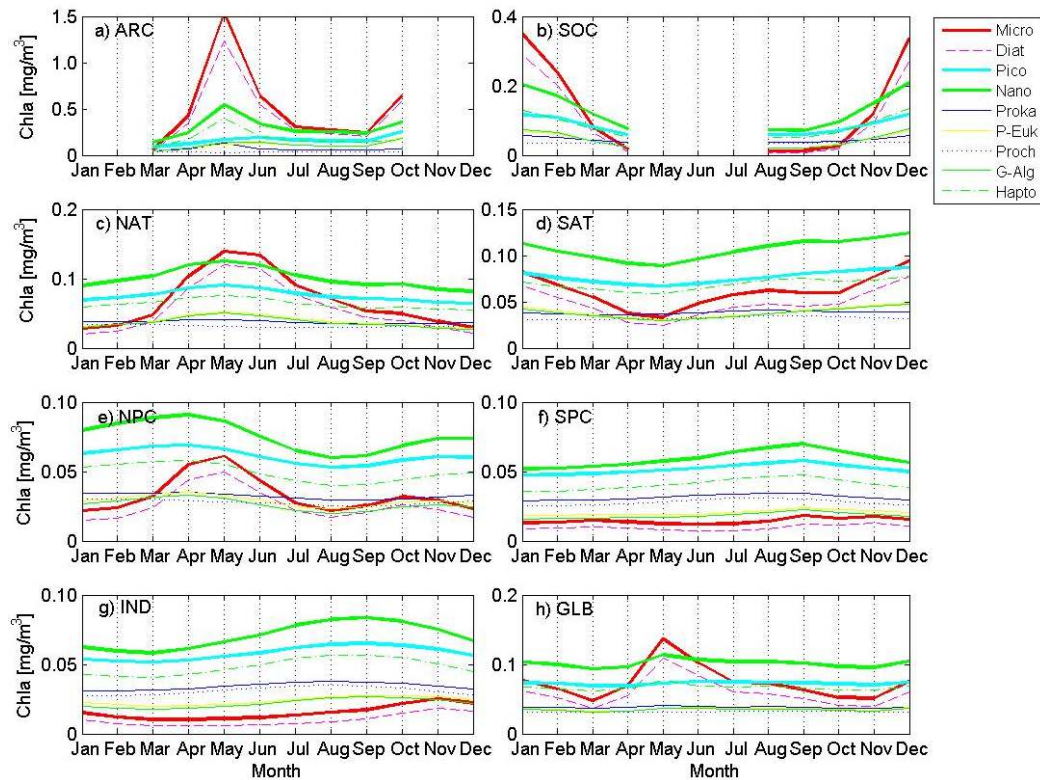 a) ARC
b) SOC
Chla [mg/m³]
1.5
1.0
0.5
0
Jan Feb Mar Apr May Jun Jul Aug Sep Oct Nov Dec
Chla [mg/m³]
0.4
0.2
0
Jan Feb Mar Apr May Jun Jul Aug Sep Oct Nov Dec
Micro
Diat
Pico
Nano
Proka
P-Euk
Proch
G-Alg
Hapto
c) NAT
d) SAT
Chla [mg/m³]
0.2
0.1
0
Jan Feb Mar Apr May Jun Jul Aug Sep Oct Nov Dec
0.15
0.10
0.05
0
Jan Feb Mar Apr May Jun Jul Aug Sep Oct Nov Dec
e) NPC
f) SPC
Chla [mg/m³]
0.10
0.05
0
Jan Feb Mar Apr May Jun Jul Aug Sep Oct Nov Dec
0.10
0.05
0
Jan Feb Mar Apr May Jun Jul Aug Sep Oct Nov Dec
g) IND
h) GLB
Chla [mg/m³]
0.10
0.05
0
Jan Feb Mar Apr May Jun Jul Aug Sep Oct Nov Dec
Month
0.2
0.1
0
Jan Feb Mar Apr May Jun Jul Aug Sep Oct Nov Dec
Month